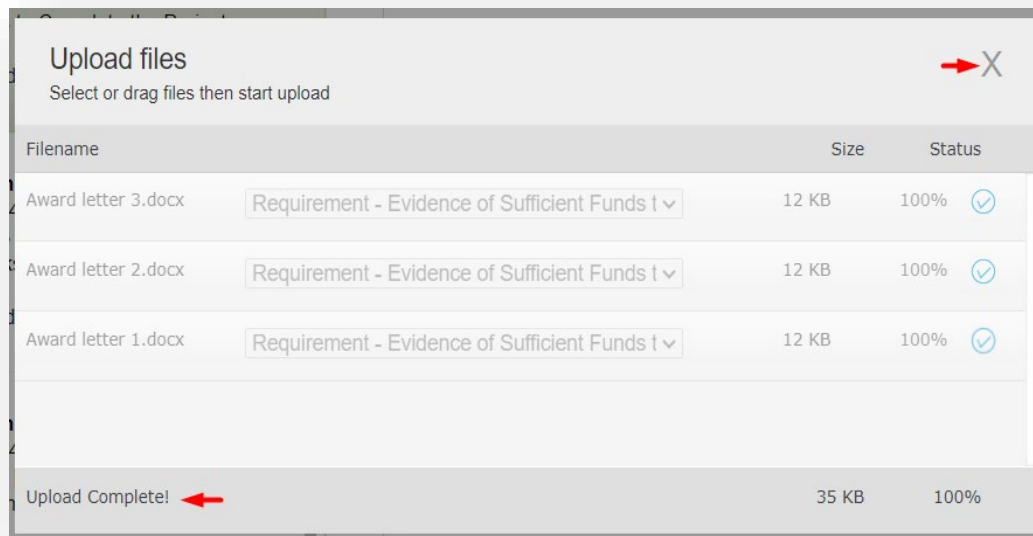 Upload files
X
Select or drag files then start upload
Filename Size Status
Award letter 3.docx Requirement - Evidence of Sufficient Funds t 12 KB 100%
Award letter 2.docx Requirement - Evidence of Sufficient Funds t 12 KB 100%
Award letter 1.docx Requirement - Evidence of Sufficient Funds t 12 KB 100%
Upload Complete! 35 KB 100%